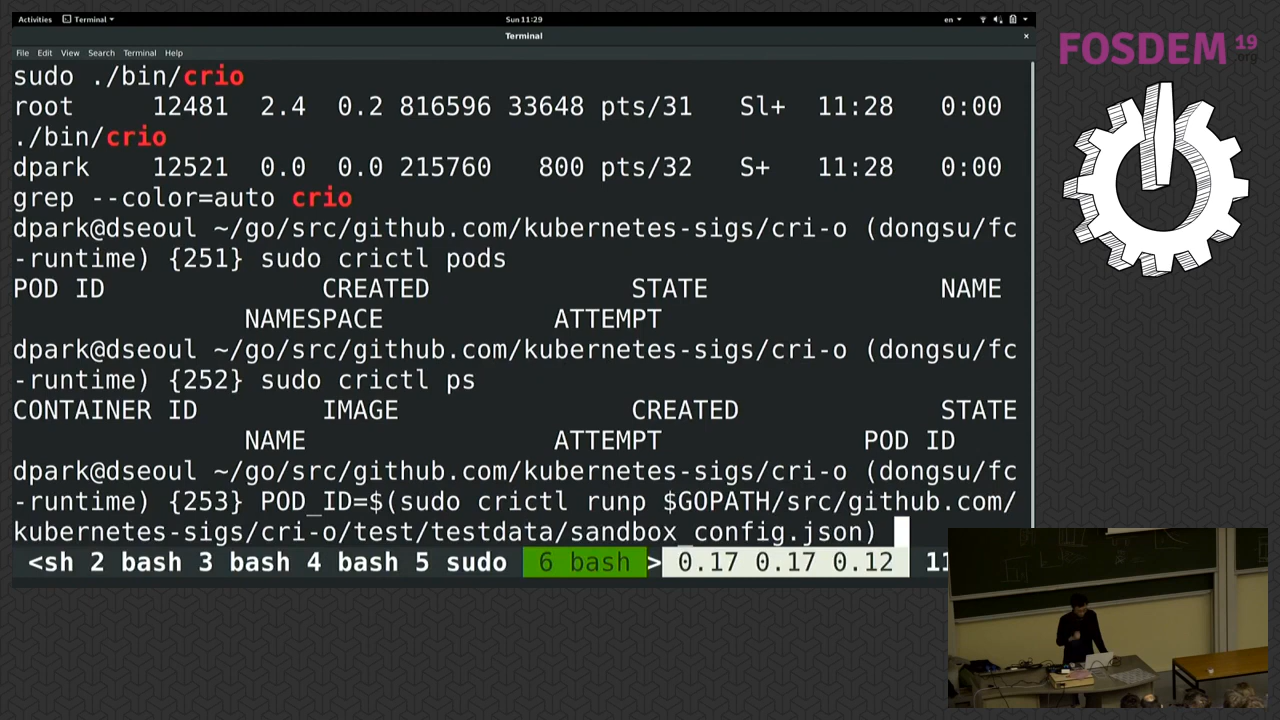 Activities Terminal Sun 11:29 en
Terminal ×
File Edit View Search Terminal Help
FOSDEM 19
.org
sudo ./bin/crio
root 12481 2.4 0.2 816596 33648 pts/31 Sl+ 11:28 0:00
./bin/crio
dpark 12521 0.0 0.0 215760 800 pts/32 S+ 11:28 0:00
grep --color=auto crio
dpark@dseoul ~/go/src/github.com/kubernetes-sigs/cri-o (dongsu/fc
-runtime) {251} sudo crictl pods
POD ID CREATED STATE NAME
NAMESPACE ATTEMPT
dpark@dseoul ~/go/src/github.com/kubernetes-sigs/cri-o (dongsu/fc
-runtime) {252} sudo crictl ps
CONTAINER ID IMAGE CREATED STATE
NAME ATTEMPT POD ID
dpark@dseoul ~/go/src/github.com/kubernetes-sigs/cri-o (dongsu/fc
-runtime) {253} POD_ID=$(sudo crictl runp $GOPATH/src/github.com/
kubernetes-sigs/cri-o/test/testdata/sandbox_config.json)
<sh 2 bash 3 bash 4 bash 5 sudo 6 bash > 0.17 0.17 0.12 11